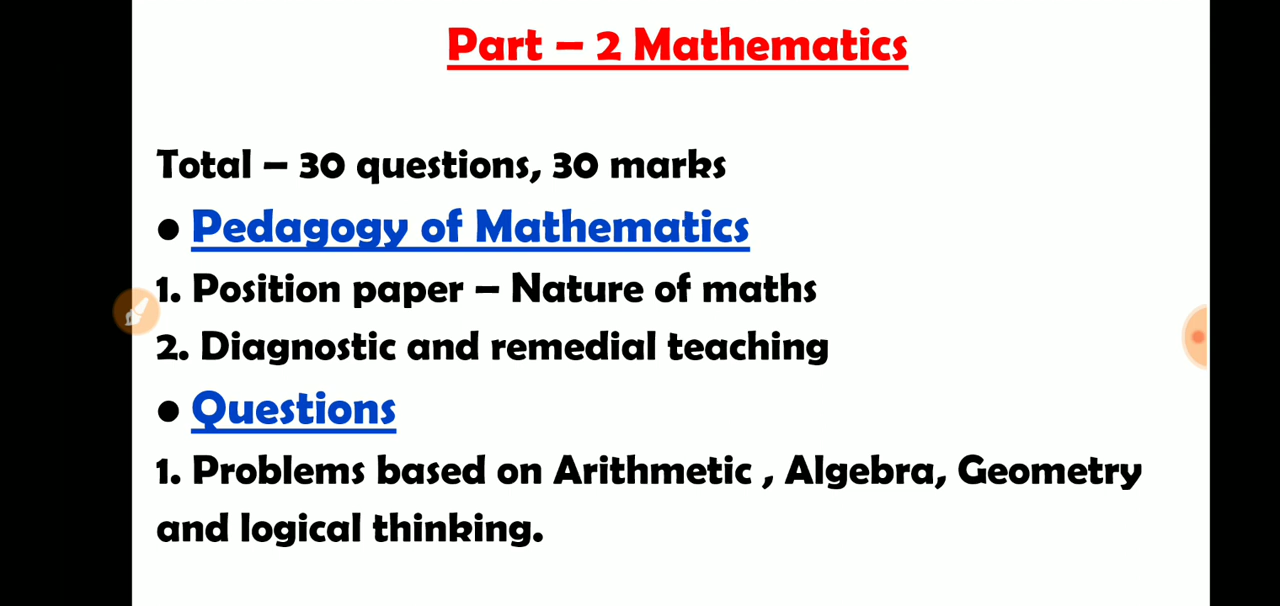 Part – 2 Mathematics
Total – 30 questions, 30 marks
● Pedagogy of Mathematics
1. Position paper – Nature of maths
2. Diagnostic and remedial teaching
● Questions
1. Problems based on Arithmetic , Algebra, Geometry
and logical thinking.